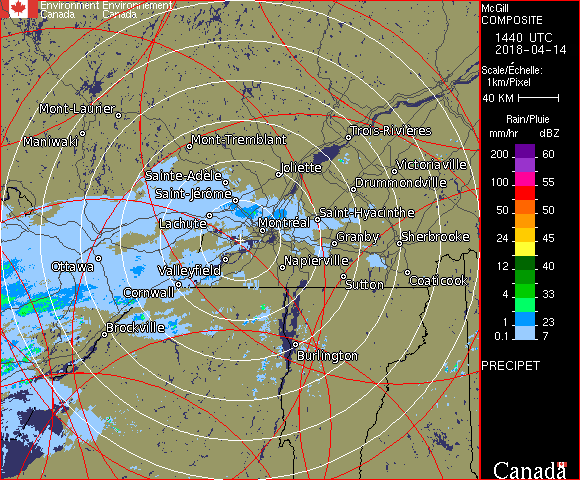 Environment Environnement
Canada Canada
McGill
COMPOSITE
1440 UTC
2018-04-14
Scale/Échelle:
1km/Pixel
40 KM
Rain/Pluie
mm/hr dBZ
200 60
100 55
50 50
24 45
12 40
8 33
4 30
1 23
0.1 7
PRECIPET
Canada
Mont-Laurier
Maniwaki
Mont-Tremblant
Trois-Rivières
Sainte-Adèle
Joliette
Victoriaville
Saint-Jérôme
Drummondville
Lachute
Saint-Hyacinthe
Montréal
Granby
Sherbrooke
Ottawa
Valleyfield
Napierville
Cornwall
Sutton
Coaticook
Brockville
Burlington